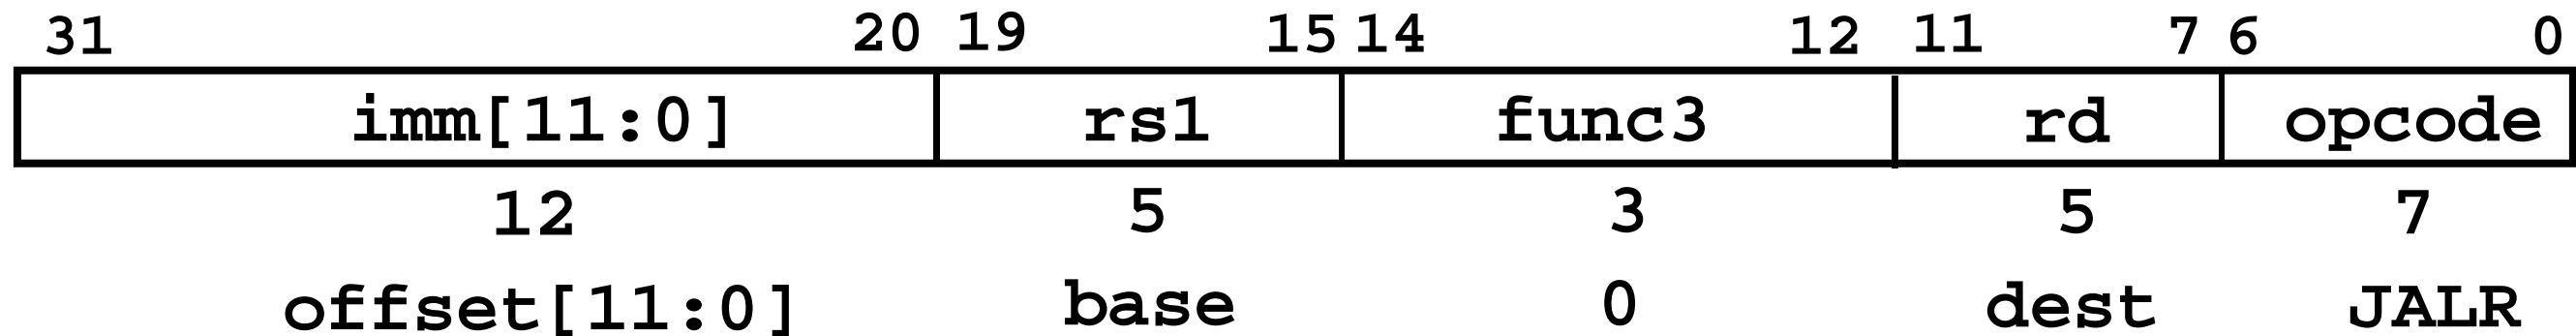 31 20 19 15 14 12 11 7 6 0
imm[11:0] rs1 func3 rd opcode
12 5 3 5 7
offset[11:0] base 0 dest JALR